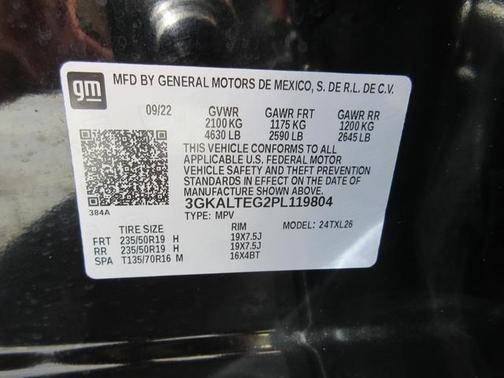 gm
MFD BY GENERAL MOTORS DE MEXICO, S. DE R.L. DE C.V.
09/22 GVWR GAWR FRT GAWR RR
2100 KG 1175 KG 1200 KG
4630 LB 2590 LB 2645 LB
THIS VEHICLE CONFORMS TO ALL
APPLICABLE U.S. FEDERAL MOTOR
VEHICLE SAFETY AND THEFT
PREVENTION STANDARDS
IN EFFECT ON THE DATE OF
MANUFACTURE SHOWN ABOVE.
3GKALTEG2PL119804
384A TYPE: MPV MODEL: 24TXL26
TIRE SIZE RIM
FRT 235/50R19 H 19X7.5J
RR 235/50R19 H 19X7.5J
SPA T135/70R16 M 16X4BT